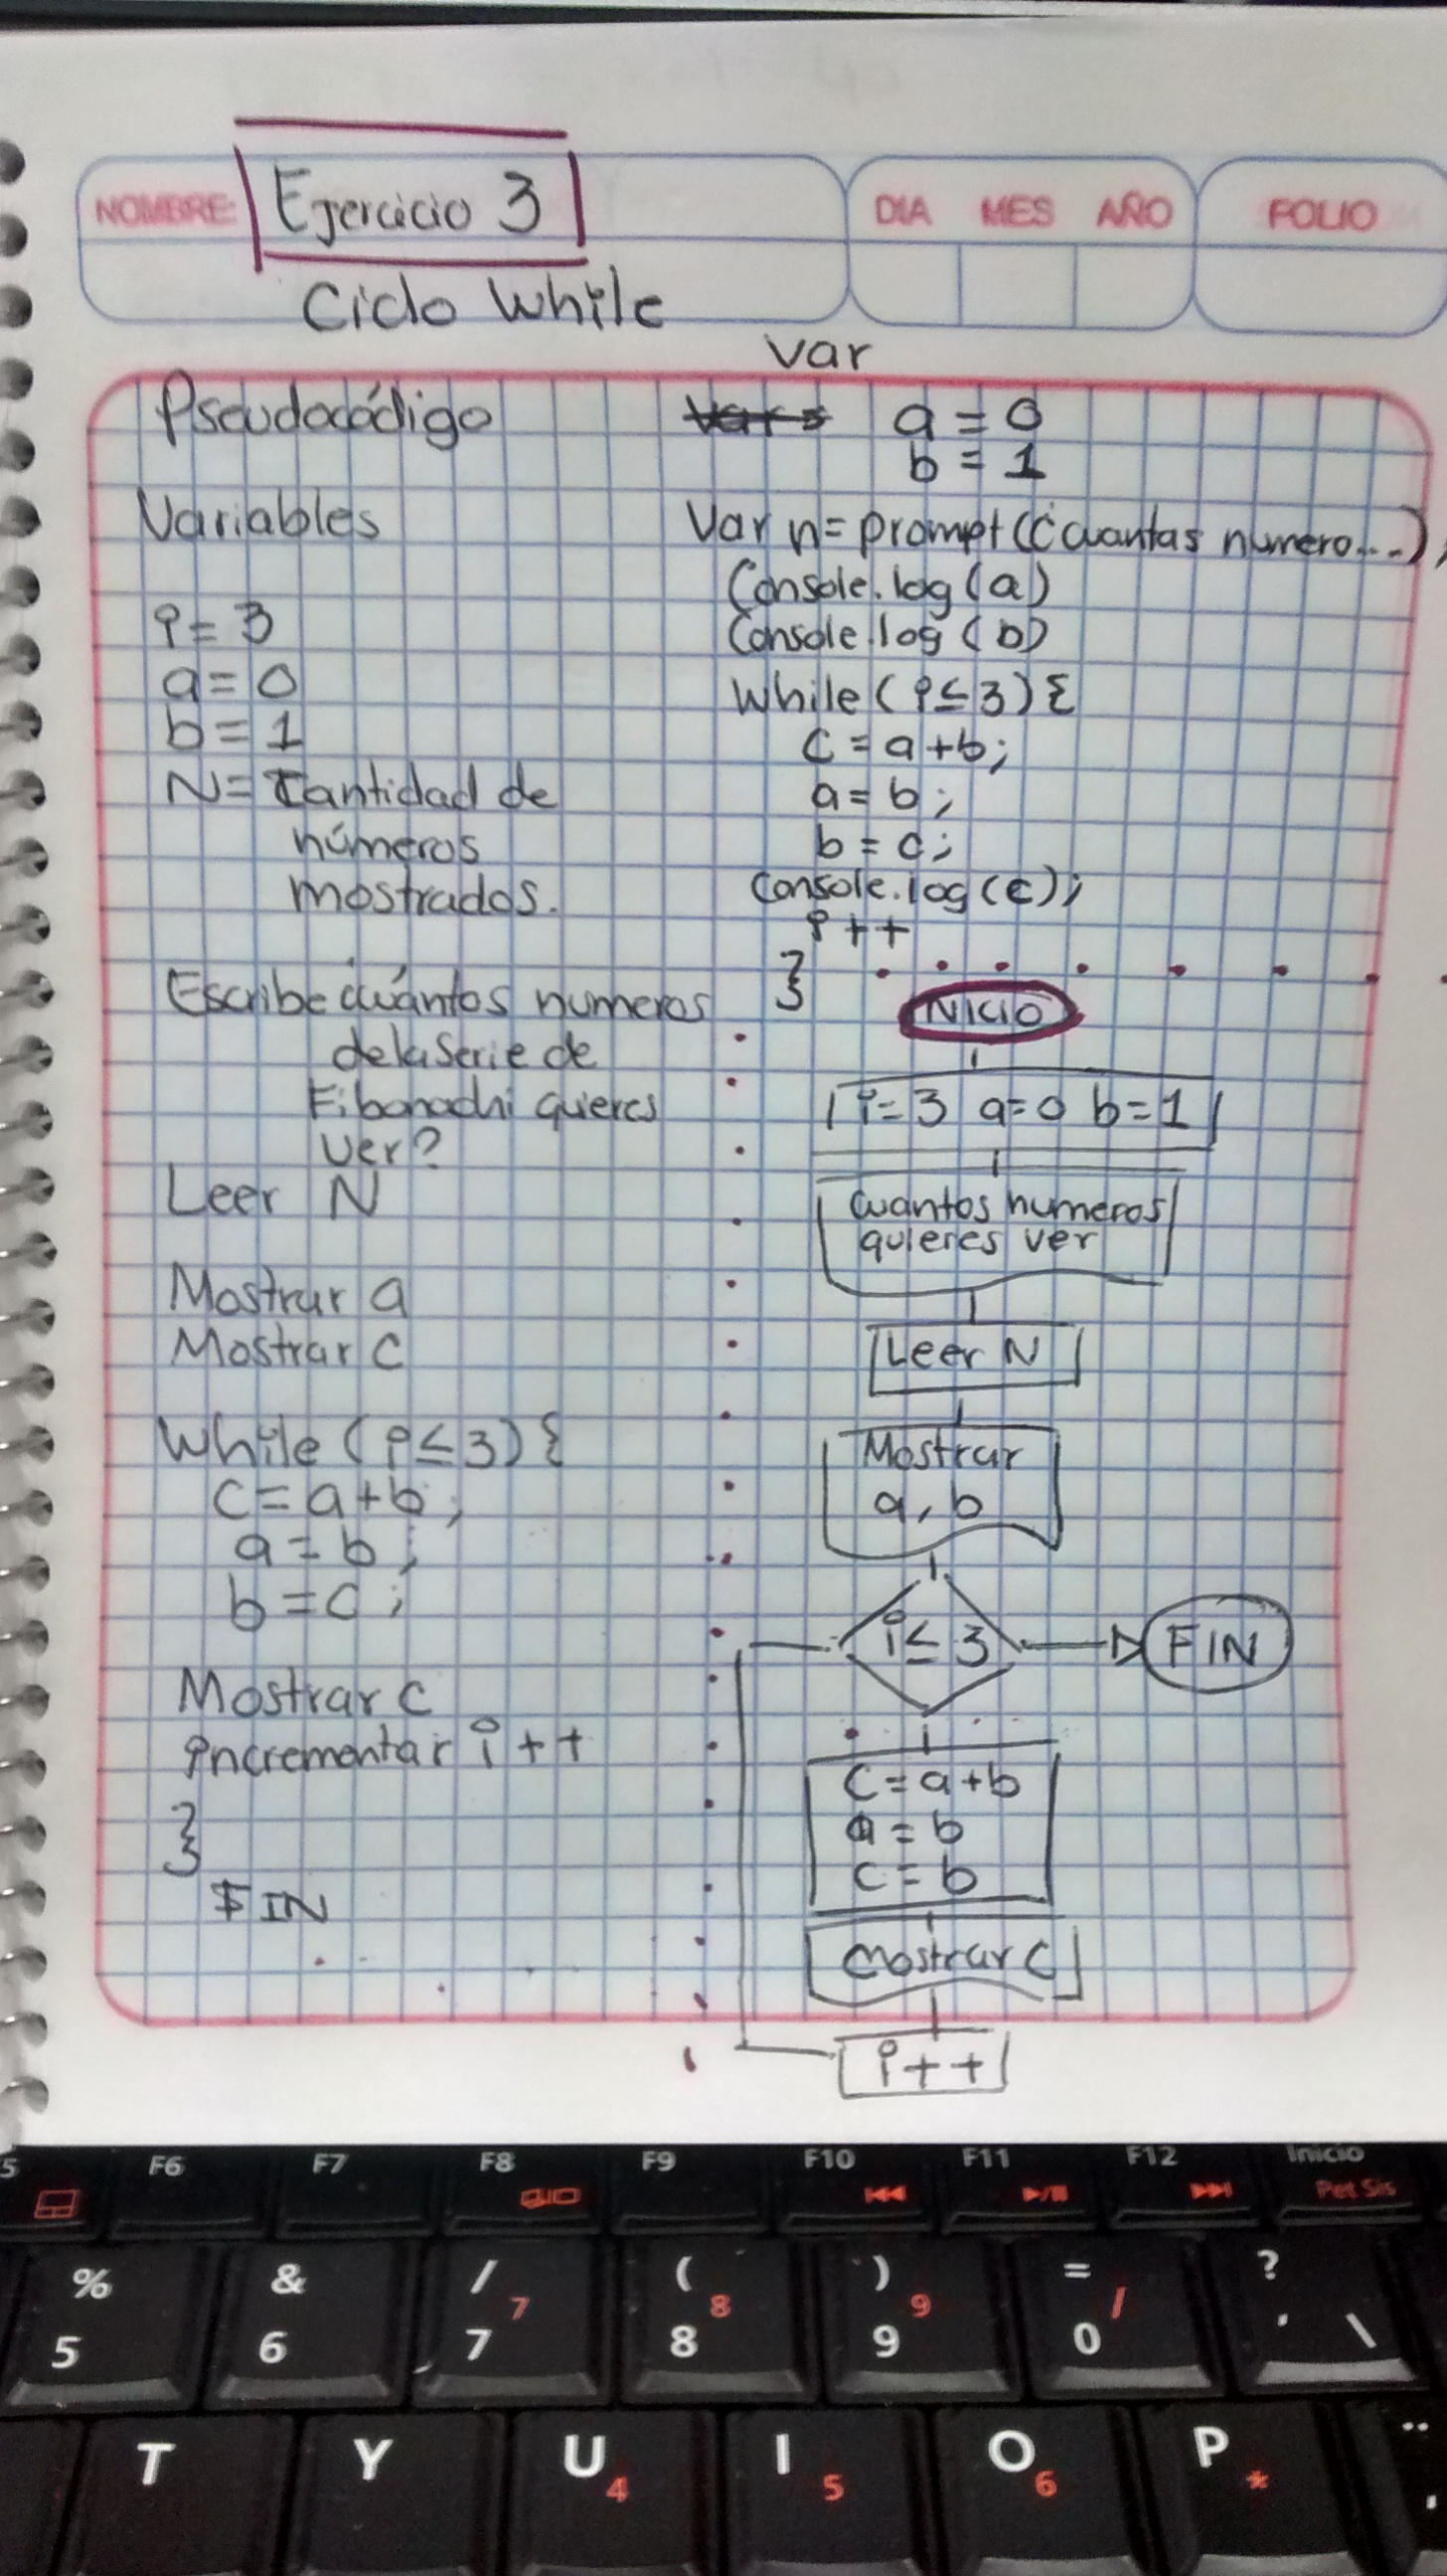 NOMBRE:
Ejercicio 3
DIA MES AÑO
FOLIO
Ciclo While
Pseudocódigo
Variables
i = 3
a = 0
b = 1
N = Cantidad de
números
mostrados.
Escribe cuántos numeros
de la Serie de
Fibonachi quieres
ver?
Leer N
Mostrar a
Mostrar C
While (i ≤ 3) {
C = a + b ;
a = b ;
b = c ;
Mostrar C
incrementar i ++
}
FIN
var
Vars a = 0
b = 1
Var n = prompt (¿cuantas numero...);
Console.log (a)
Console.log (b)
While (i ≤ 3) {
C = a + b;
a = b ;
b = c ;
Console.log (c) ;
i ++
}
INICIO
i = 3 a = 0 b = 1
Cuantos numeros
quieres ver
Leer N
Mostrar
a, b
i ≤ 3
FIN
C = a + b
a = b
C = b
Mostrar C
i ++
5 F6 F7 F8 F9 F10 F11 F12 Inicio
Pet Sis
% & / ( ) = ?
7 8 9 /
5 6 7 8 9 0 ' \
T Y U I O P ¨
4 5 6 *